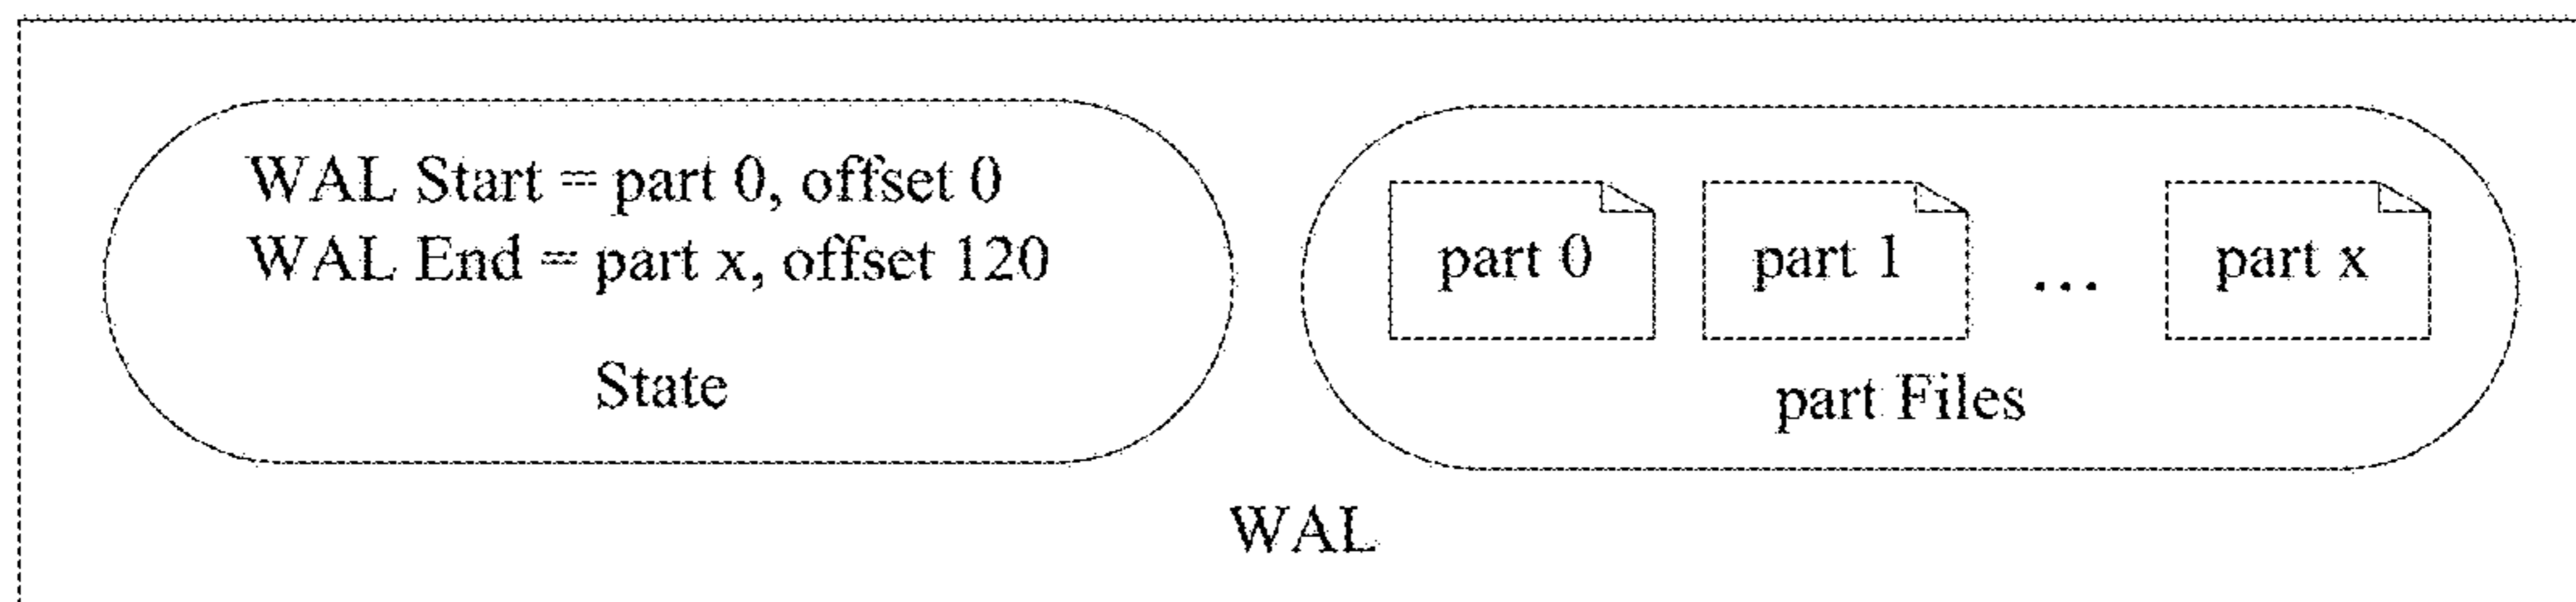 WAL Start = part 0, offset 0
WAL End = part x, offset 120
State
part 0
part 1
...
part x
part Files
WAL